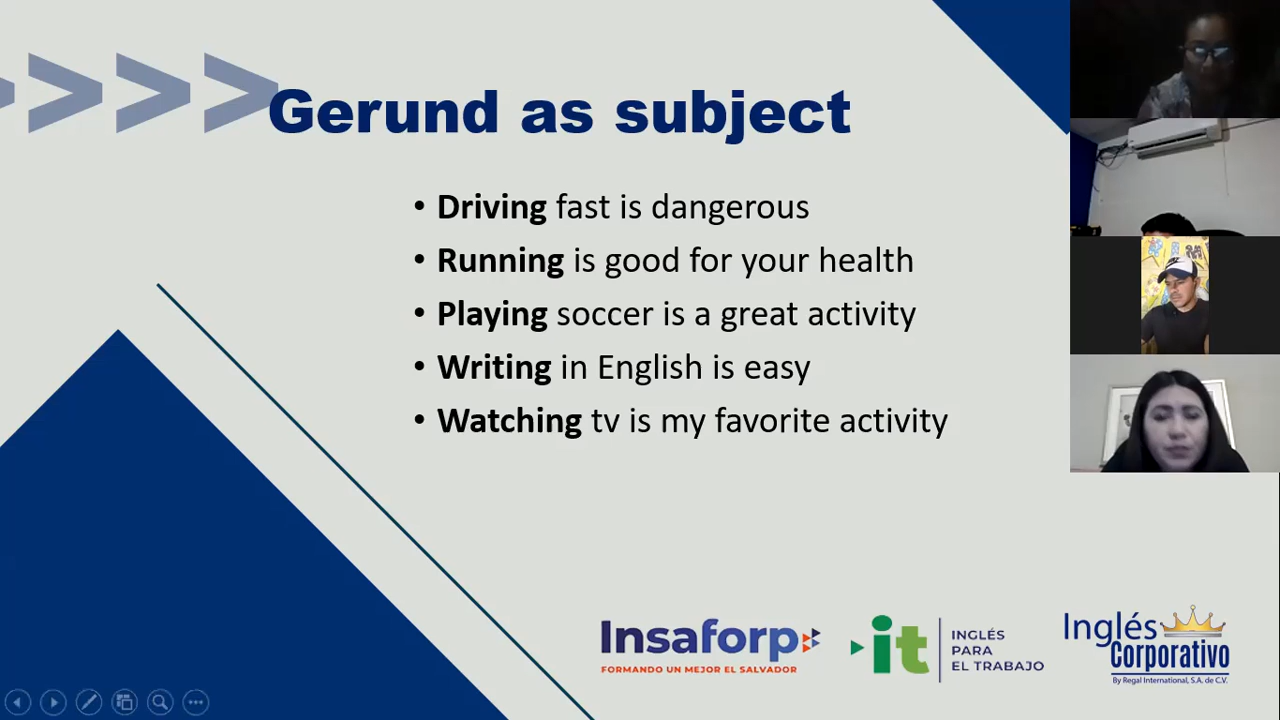 Gerund as subject
• Driving fast is dangerous
• Running is good for your health
• Playing soccer is a great activity
• Writing in English is easy
• Watching tv is my favorite activity
Insaforp
FORMANDO UN MEJOR EL SALVADOR
it
INGLÉS
PARA
EL TRABAJO
Inglés
Corporativo
By Regal International, S.A. de C.V.